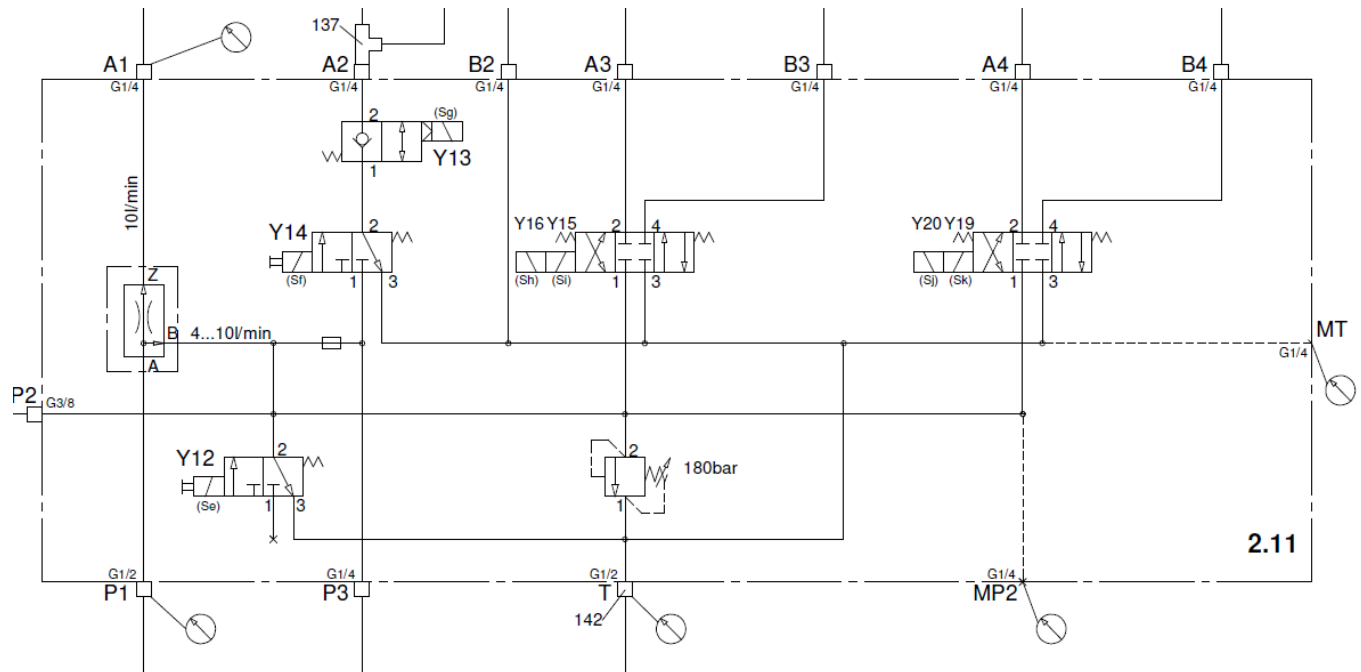 137
A1 A2 B2 A3 B3 A4 B4
G1/4 G1/4 G1/4 G1/4 G1/4 G1/4 G1/4
2 (Sg)
Y13
1
10l/min
Y14 2 Y16 Y15 2 4 Y20 Y19 2 4
(Sf) 1 3 (Sh) (Si) 1 3 (Sj) (Sk) 1 3
Z
B 4...10l/min
A
MT
G1/4
P2 G3/8
Y12 2
(Se) 1 3
2 180bar
1
2.11
G1/2 G1/4 G1/2 G1/4
P1 P3 T MP2
142